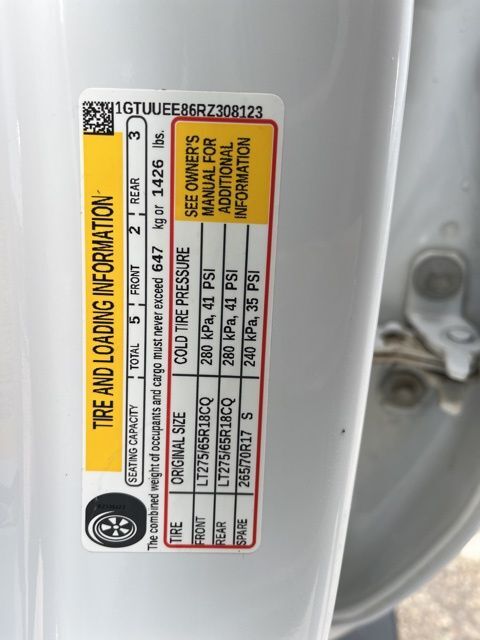 1GTUUEE86RZ308123
TIRE AND LOADING INFORMATION
SEATING CAPACITY TOTAL 5 FRONT 2 REAR 3
The combined weight of occupants and cargo must never exceed 647 kg or 1426 lbs.
TIRE ORIGINAL SIZE COLD TIRE PRESSURE
FRONT LT275/65R18CQ 280 kPa, 41 PSI
REAR LT275/65R18CQ 280 kPa, 41 PSI
SPARE 265/70R17 S 240 kPa, 35 PSI
SEE OWNER'S
MANUAL FOR
ADDITIONAL
INFORMATION